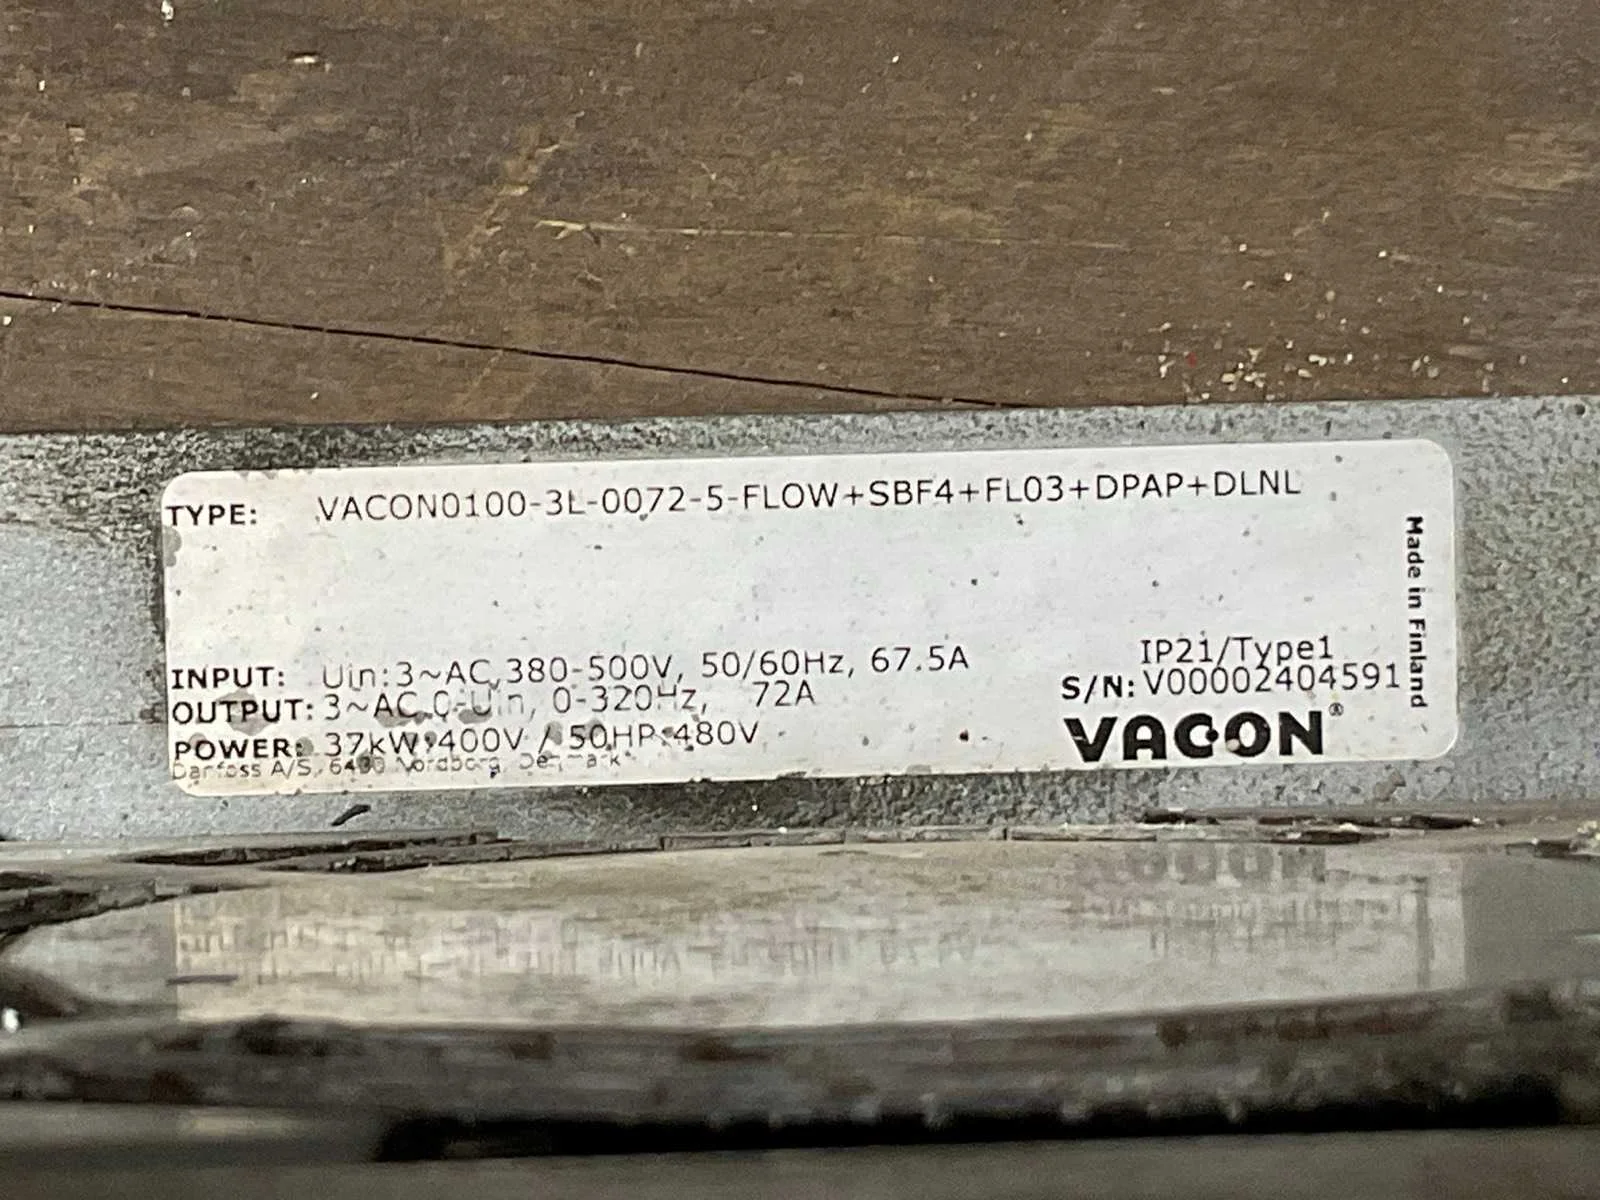 TYPE: VACON0100-3L-0072-5-FLOW+SBF4+FL03+DPAP+DLNL
Made in Finland
INPUT: Uin:3~AC,380-500V, 50/60Hz, 67.5A
OUTPUT: 3~AC,0-Uin, 0-320Hz, 72A
POWER: 37kW:400V / 50HP:480V
Danfoss A/S, 6430 Nordborg, Denmark
IP21/Type1
S/N: V00002404591
VACON®